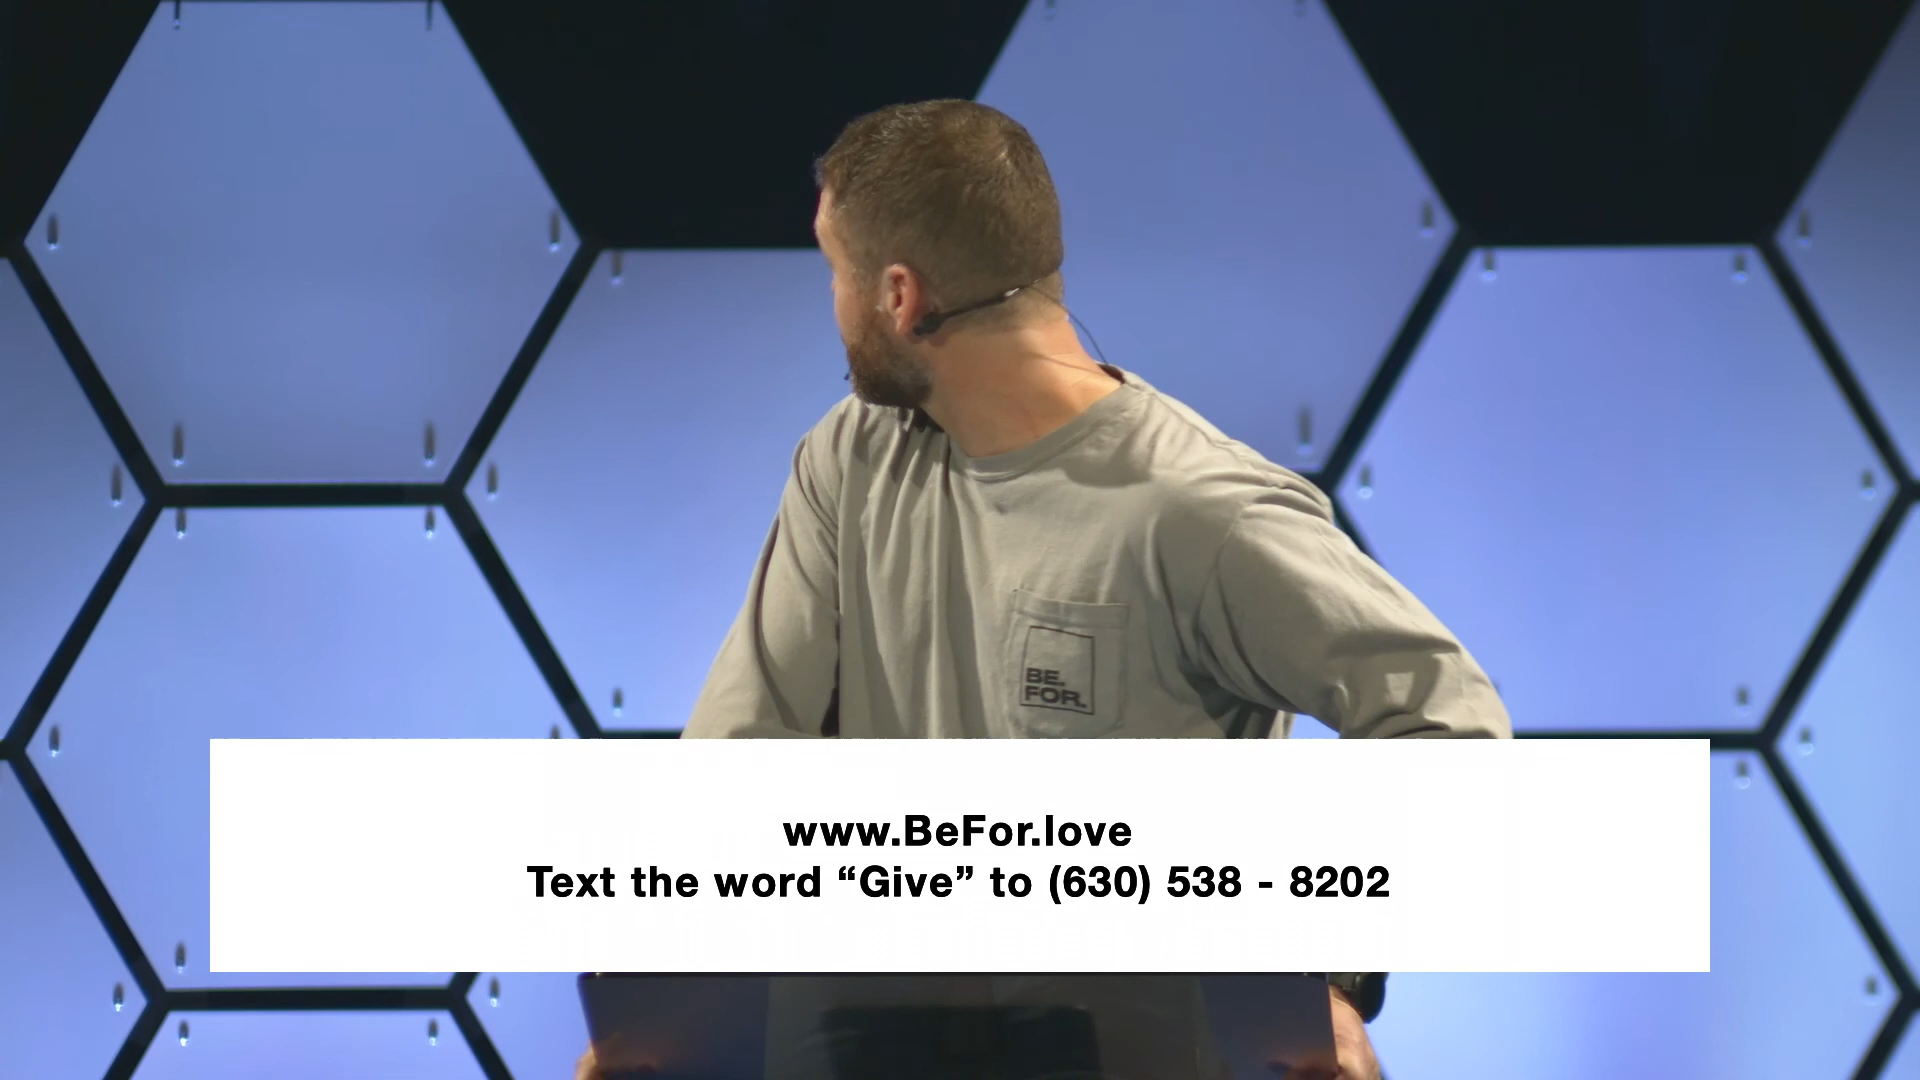 BE.
FOR.
www.BeFor.love
Text the word “Give” to (630) 538 - 8202